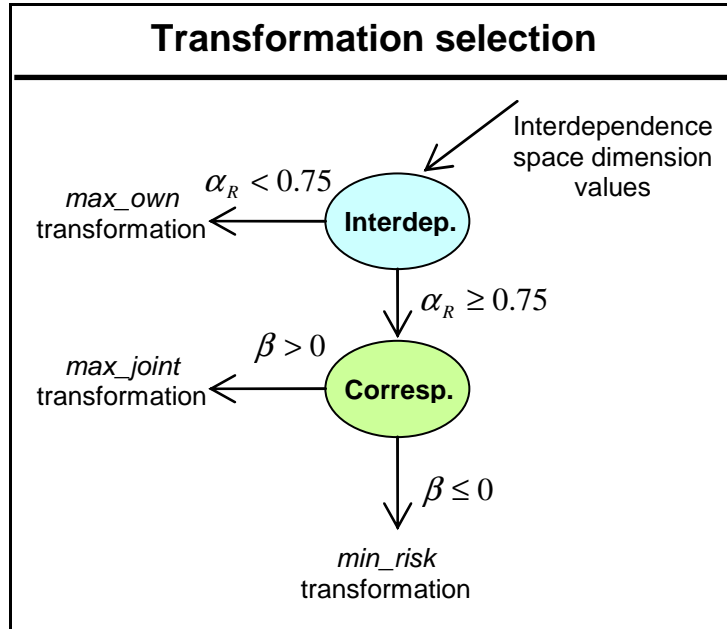 Transformation selection
Interdependence
space dimension
values
α_R < 0.75
max_own
transformation
Interdep.
α_R ≥ 0.75
β > 0
max_joint
transformation
Corresp.
β ≤ 0
min_risk
transformation